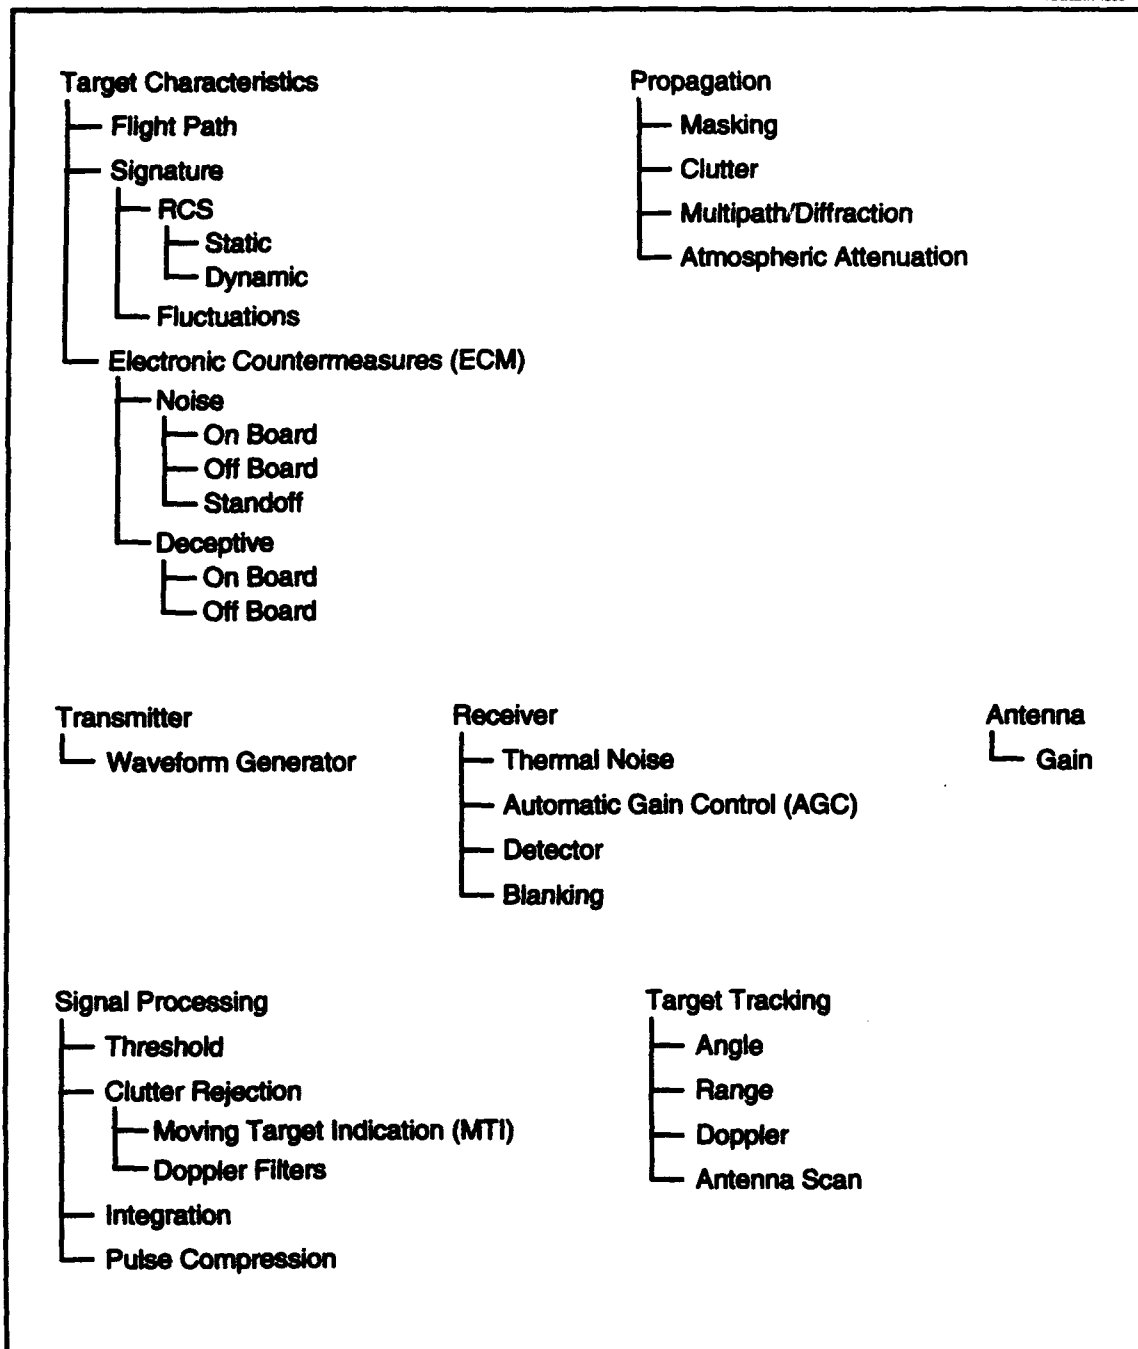 Target Characteristics
Flight Path
Signature
RCS
Static
Dynamic
Fluctuations
Electronic Countermeasures (ECM)
Noise
On Board
Off Board
Standoff
Deceptive
On Board
Off Board
Propagation
Masking
Clutter
Multipath/Diffraction
Atmospheric Attenuation
Transmitter
Waveform Generator
Receiver
Thermal Noise
Automatic Gain Control (AGC)
Detector
Blanking
Antenna
Gain
Signal Processing
Threshold
Clutter Rejection
Moving Target Indication (MTI)
Doppler Filters
Integration
Pulse Compression
Target Tracking
Angle
Range
Doppler
Antenna Scan